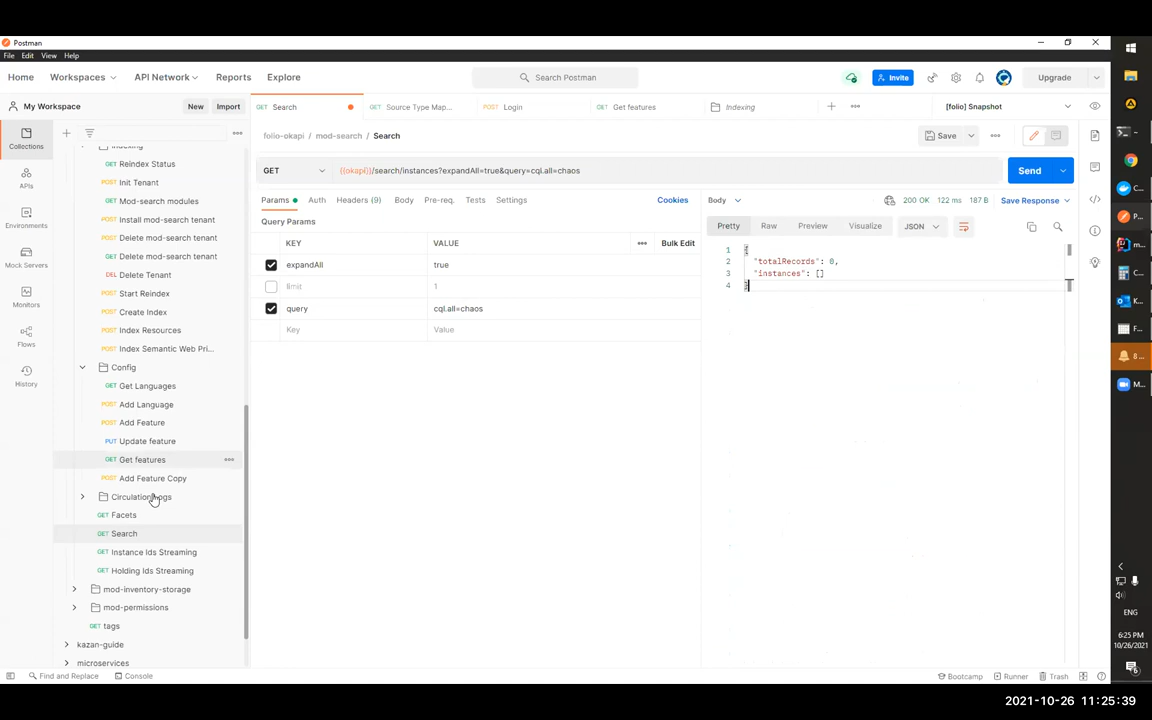 Postman
File Edit View Help
Home Workspaces API Network Reports Explore
Search Postman
Invite
Upgrade
My Workspace
New
Import
GET Search
GET Source Type Map...
POST Login
GET Get features
Indexing
[folio] Snapshot
Collections
APIs
Environments
Mock Servers
Monitors
Flows
History
Indexing
GET Reindex Status
POST Init Tenant
GET Mod-search modules
POST Install mod-search tenant
POST Delete mod-search tenant
GET Delete mod-search tenant
DEL Delete Tenant
POST Start Reindex
POST Create Index
POST Index Resources
POST Index Semantic Web Pri...
Config
GET Get Languages
POST Add Language
POST Add Feature
PUT Update feature
GET Get features
POST Add Feature Copy
GET Facets
GET Search
GET Instance Ids Streaming
GET Holding Ids Streaming
mod-inventory-storage
mod-permissions
GET tags
kazan-guide
microservices
folio-okapi / mod-search / Search
Save
GET
{{okapi}}/search/instances?expandAll=true&query=cql.all=chaos
Send
Params Auth Headers (9) Body Pre-req. Tests Settings
Cookies
Query Params
KEY VALUE
Bulk Edit
expandAll true
limit 1
query cql.all=chaos
Key Value
Body
200 OK 122 ms 187 B Save Response
Pretty Raw Preview Visualize JSON
1 {
2 "totalRecords": 0,
3 "instances": []
4 }
Find and Replace
Console
Bootcamp
Runner
Trash
P...
m...
C...
K...
F...
8 ...
M...
ENG
6:25 PM
10/26/2021
2021-10-26 11:25:39